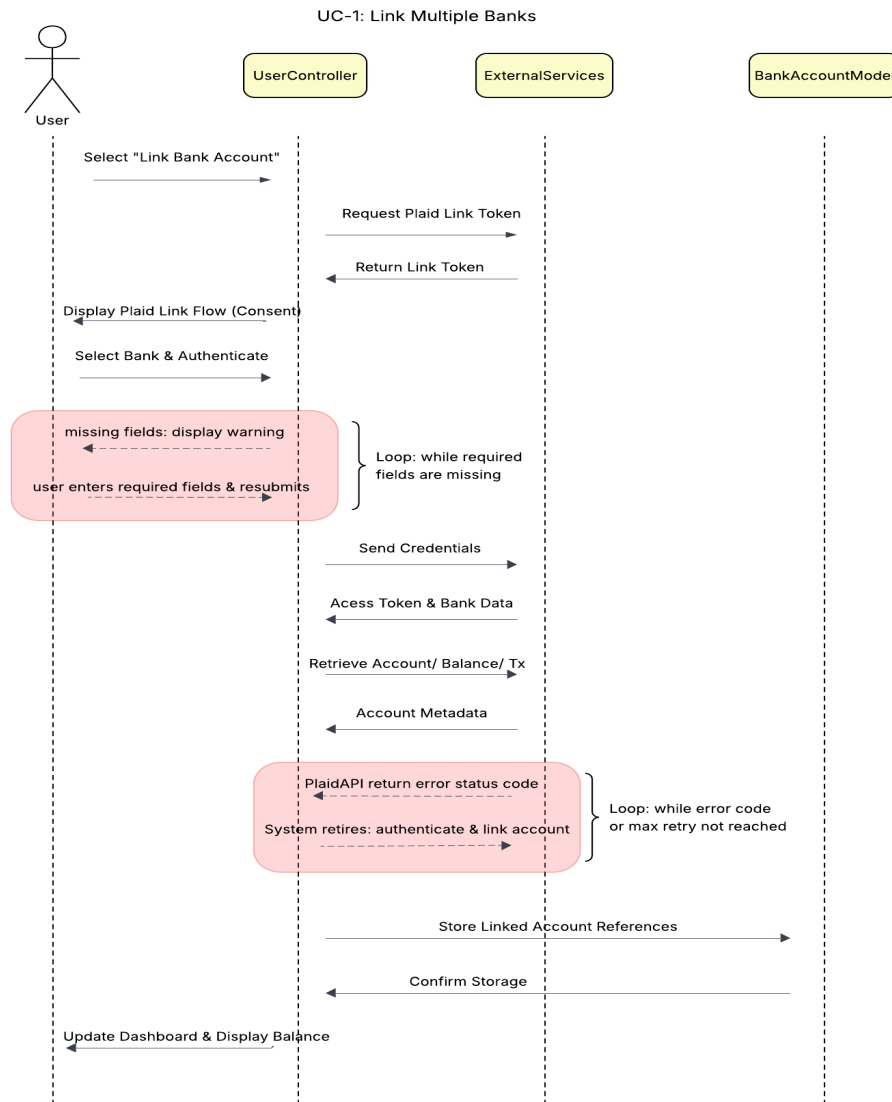 UC-1: Link Multiple Banks
User
UserController
ExternalServices
BankAccountMode
Select "Link Bank Account"
Request Plaid Link Token
Return Link Token
Display Plaid Link Flow (Consent)
Select Bank & Authenticate
missing fields: display warning
Loop: while required
fields are missing
user enters required fields & resubmits
Send Credentials
Acess Token & Bank Data
Retrieve Account/ Balance/ Tx
Account Metadata
PlaidAPI return error status code
Loop: while error code
or max retry not reached
System retires: authenticate & link account
Store Linked Account References
Confirm Storage
Update Dashboard & Display Balance